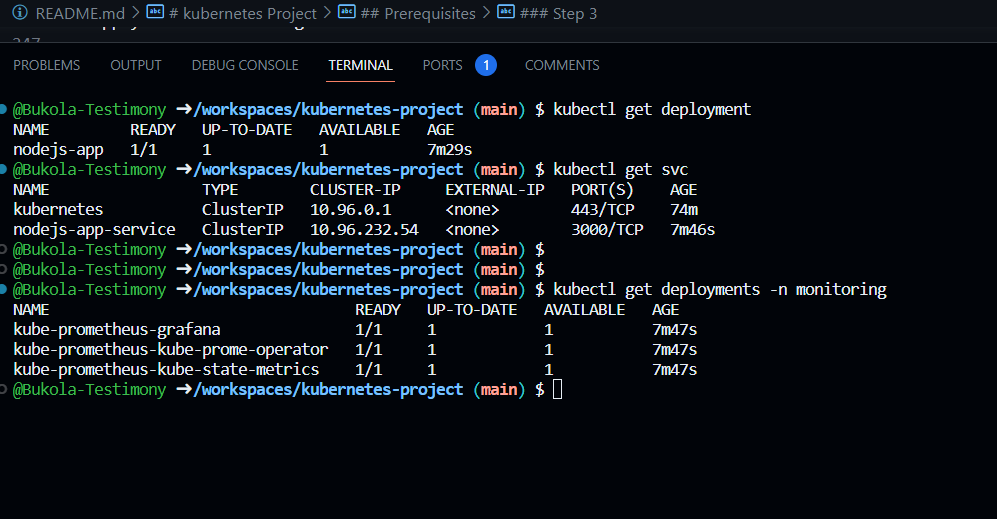 README.md > # kubernetes Project > ## Prerequisites > ### Step 3
PROBLEMS OUTPUT DEBUG CONSOLE TERMINAL PORTS 1 COMMENTS
@Bukola-Testimony ➜/workspaces/kubernetes-project (main) $ kubectl get deployment
NAME READY UP-TO-DATE AVAILABLE AGE
nodejs-app 1/1 1 1 7m29s
@Bukola-Testimony ➜/workspaces/kubernetes-project (main) $ kubectl get svc
NAME TYPE CLUSTER-IP EXTERNAL-IP PORT(S) AGE
kubernetes ClusterIP 10.96.0.1 <none> 443/TCP 74m
nodejs-app-service ClusterIP 10.96.232.54 <none> 3000/TCP 7m46s
@Bukola-Testimony ➜/workspaces/kubernetes-project (main) $
@Bukola-Testimony ➜/workspaces/kubernetes-project (main) $
@Bukola-Testimony ➜/workspaces/kubernetes-project (main) $ kubectl get deployments -n monitoring
NAME READY UP-TO-DATE AVAILABLE AGE
kube-prometheus-grafana 1/1 1 1 7m47s
kube-prometheus-kube-prome-operator 1/1 1 1 7m47s
kube-prometheus-kube-state-metrics 1/1 1 1 7m47s
@Bukola-Testimony ➜/workspaces/kubernetes-project (main) $